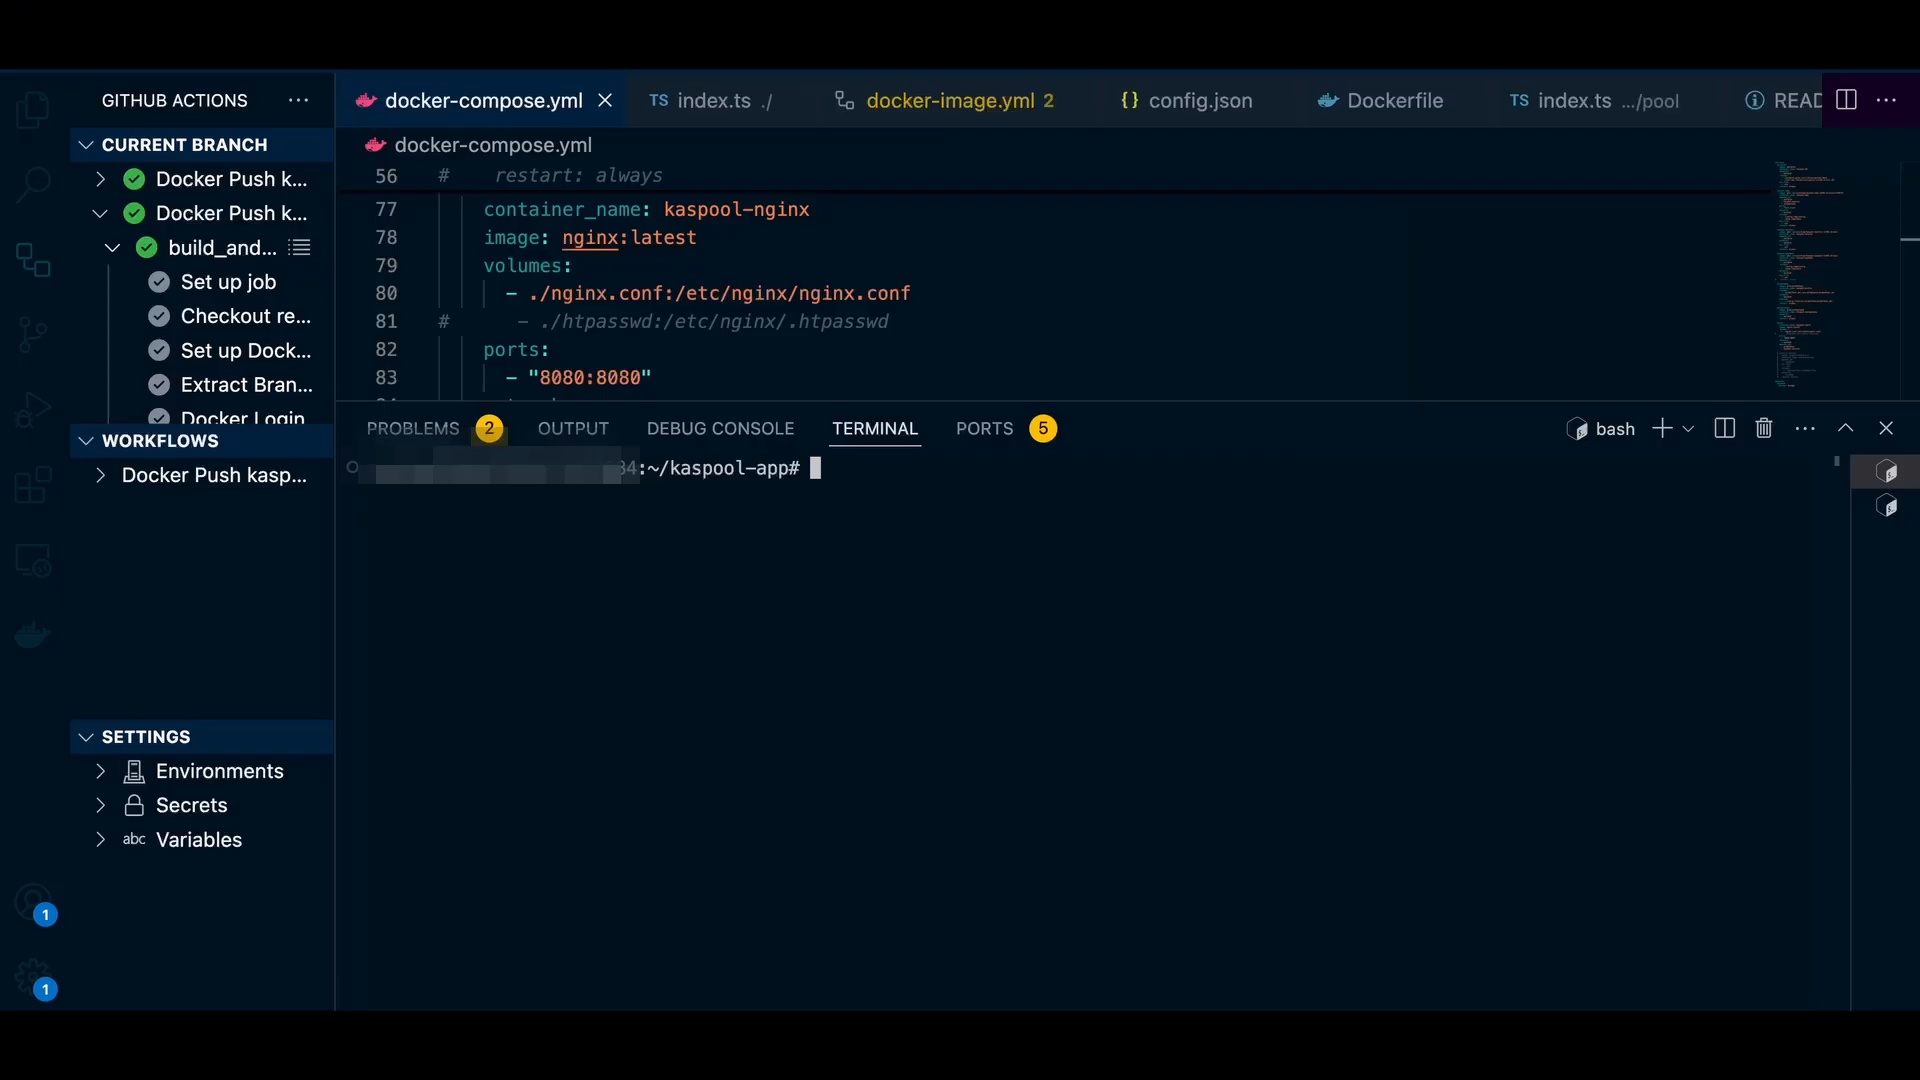 GITHUB ACTIONS ...
CURRENT BRANCH
Docker Push k...
Docker Push k...
build_and...
Set up job
Checkout re...
Set up Dock...
Extract Bran...
Docker Login
WORKFLOWS
Docker Push kasp...
SETTINGS
Environments
Secrets
abc Variables
1
1
docker-compose.yml
TS index.ts ./
docker-image.yml 2
{} config.json
Dockerfile
TS index.ts .../pool
READ
...
docker-compose.yml
56 # restart: always
77 container_name: kaspool-nginx
78 image: nginx:latest
79 volumes:
80 - ./nginx.conf:/etc/nginx/nginx.conf
81 # - ./htpasswd:/etc/nginx/.htpasswd
82 ports:
83 - "8080:8080"
PROBLEMS 2 OUTPUT DEBUG CONSOLE TERMINAL PORTS 5
bash
...
:~/kaspool-app#